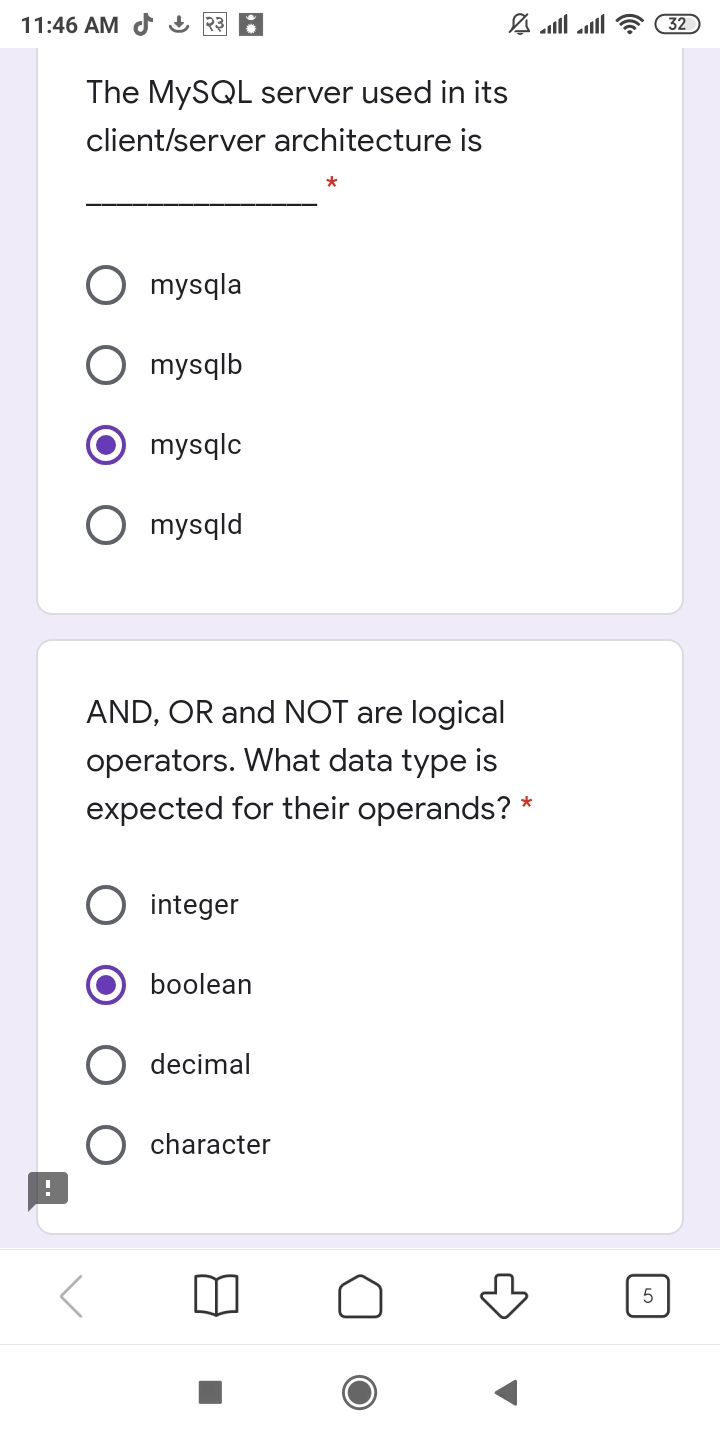 11:46 AM २३ 32
The MySQL server used in its
client/server architecture is
_______________ *
mysqla
mysqlb
mysqlc
mysqld
AND, OR and NOT are logical
operators. What data type is
expected for their operands? *
integer
boolean
decimal
character
!
5